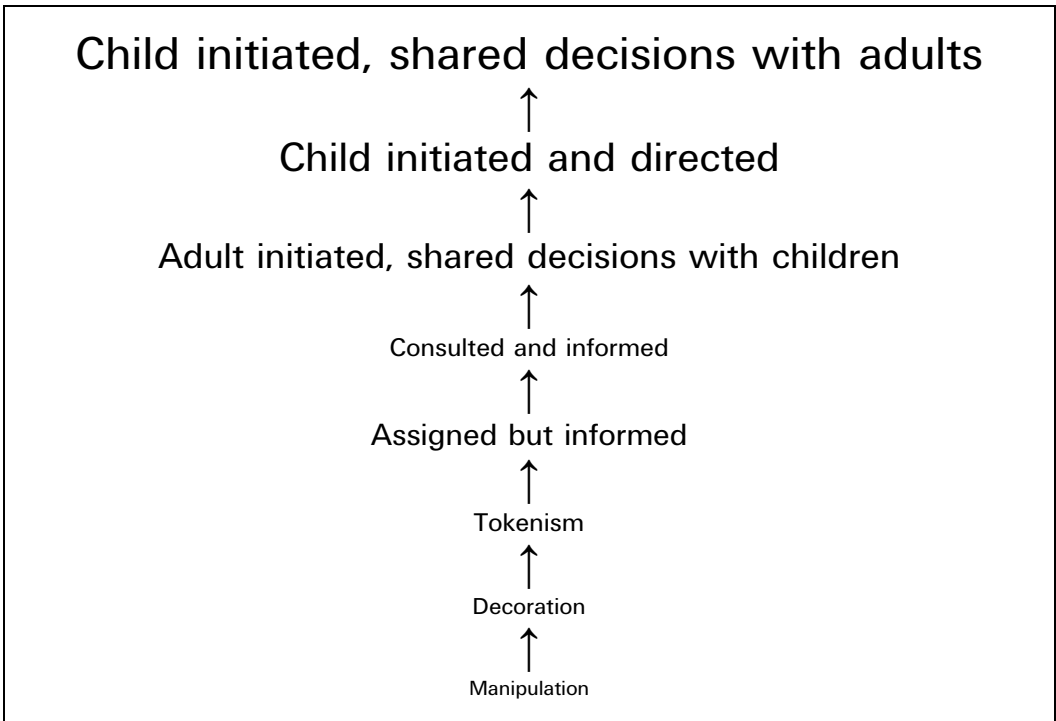 Child initiated, shared decisions with adults
Child initiated and directed
Adult initiated, shared decisions with children
Consulted and informed
Assigned but informed
Tokenism
Decoration
Manipulation